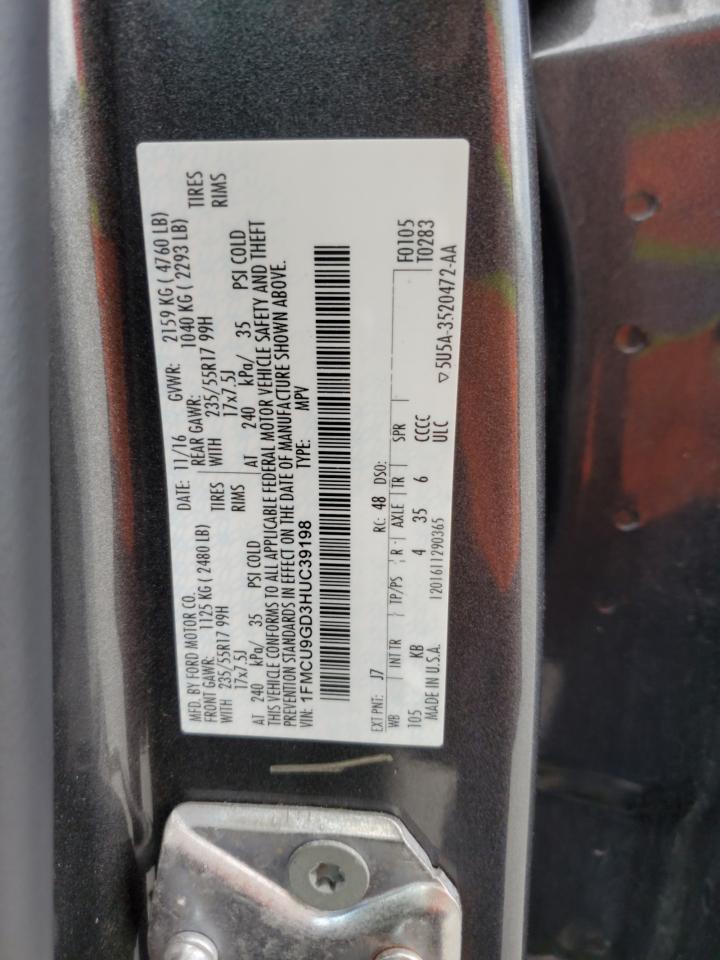 MFD. BY FORD MOTOR CO. DATE: 11/16 GVWR: 2159 KG ( 4760 LB)
FRONT GAWR: 1125 KG ( 2480 LB) REAR GAWR: 1040 KG ( 2293 LB)
WITH 235/55R17 99H TIRES WITH 235/55R17 99H TIRES
17x7.5J RIMS 17x7.5J RIMS
AT 240 kPa/ 35 PSI COLD AT 240 kPa/ 35 PSI COLD
THIS VEHICLE CONFORMS TO ALL APPLICABLE FEDERAL MOTOR VEHICLE SAFETY AND THEFT
PREVENTION STANDARDS IN EFFECT ON THE DATE OF MANUFACTURE SHOWN ABOVE.
VIN: 1FMCU9GD3HUC39198 TYPE: MPV
EXT PNT: J7 RC: 48 DSO: F0105
WB INT TR TP/PS R AXLE TR SPR T0283
105 KB 4 35 6 CCCC ▽5U5A-3520472-AA
MADE IN U.S.A. 1201611290365 ULC